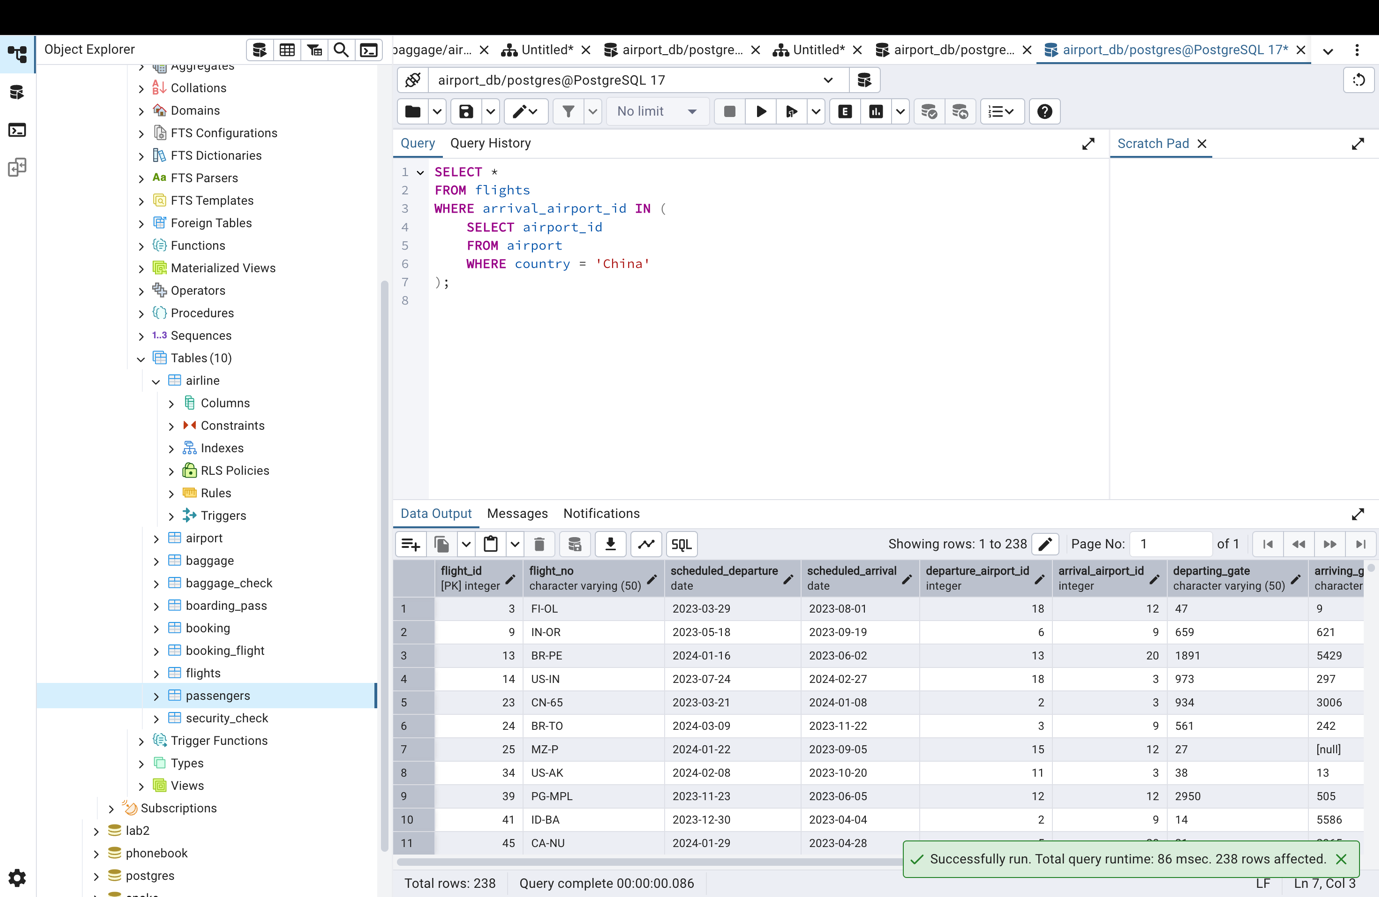 Object Explorer
Aggregates
Collations
Domains
FTS Configurations
FTS Dictionaries
Aa FTS Parsers
FTS Templates
Foreign Tables
Functions
Materialized Views
Operators
Procedures
1..3 Sequences
Tables (10)
airline
Columns
Constraints
Indexes
RLS Policies
Rules
Triggers
airport
baggage
baggage_check
boarding_pass
booking
booking_flight
flights
passengers
security_check
Trigger Functions
Types
Views
Subscriptions
lab2
phonebook
postgres
baggage/air... Untitled* airport_db/postgre... Untitled* airport_db/postgre... airport_db/postgres@PostgreSQL 17*
airport_db/postgres@PostgreSQL 17
No limit E
Query Query History
Scratch Pad
1 SELECT *
2 FROM flights
3 WHERE arrival_airport_id IN (
4 SELECT airport_id
5 FROM airport
6 WHERE country = 'China'
7 );
8
Data Output Messages Notifications
SQL Showing rows: 1 to 238 Page No: 1 of 1
flight_id flight_no scheduled_departure scheduled_arrival departure_airport_id arrival_airport_id departing_gate arriving_g
[PK] integer character varying (50) date date integer integer character varying (50) character
1 3 FI-OL 2023-03-29 2023-08-01 18 12 47 9
2 9 IN-OR 2023-05-18 2023-09-19 6 9 659 621
3 13 BR-PE 2024-01-16 2023-06-02 13 20 1891 5429
4 14 US-IN 2023-07-24 2024-02-27 18 3 973 297
5 23 CN-65 2023-03-21 2024-01-08 2 3 934 3006
6 24 BR-TO 2024-03-09 2023-11-22 3 9 561 242
7 25 MZ-P 2024-01-22 2023-09-05 15 12 27 [null]
8 34 US-AK 2024-02-08 2023-10-20 11 3 38 13
9 39 PG-MPL 2023-11-23 2023-06-05 12 12 2950 505
10 41 ID-BA 2023-12-30 2023-04-04 2 9 14 5586
11 45 CA-NU 2024-01-29 2023-04-28
Successfully run. Total query runtime: 86 msec. 238 rows affected.
Total rows: 238 Query complete 00:00:00.086 LF Ln 7, Col 3